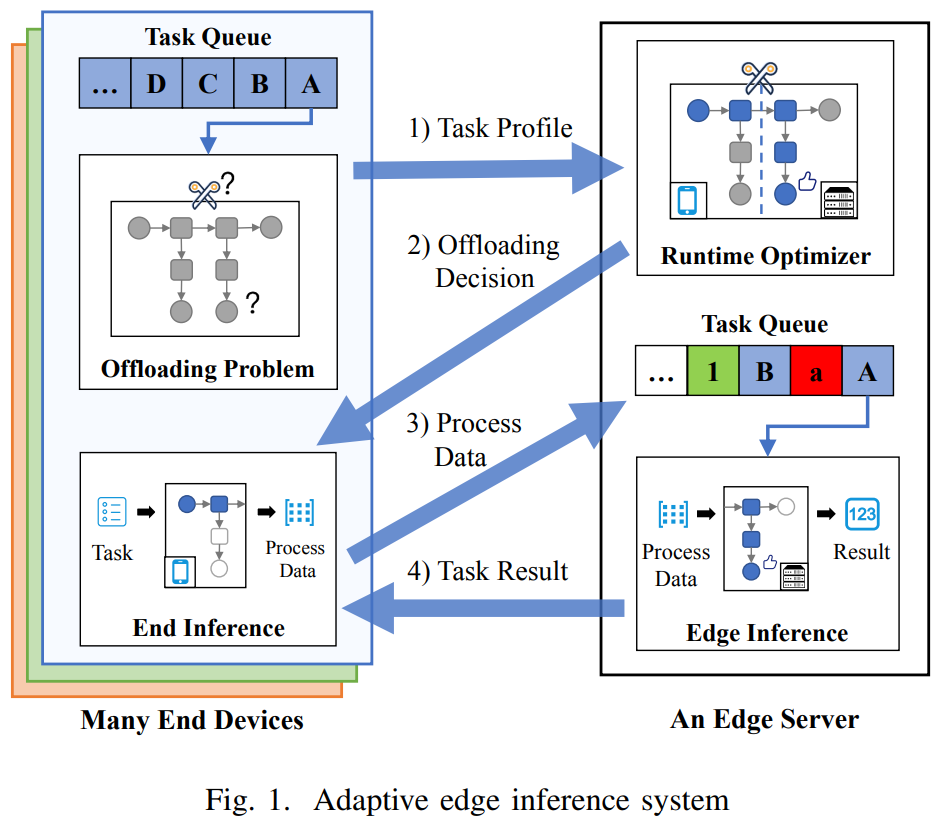 Task Queue
... D C B A
?
?
Offloading Problem
Task
Process
Data
End Inference
Many End Devices
1) Task Profile
2) Offloading
Decision
3) Process
Data
4) Task Result
Runtime Optimizer
Task Queue
... 1 B a A
Process
Data
123
Result
Edge Inference
An Edge Server
Fig. 1. Adaptive edge inference system